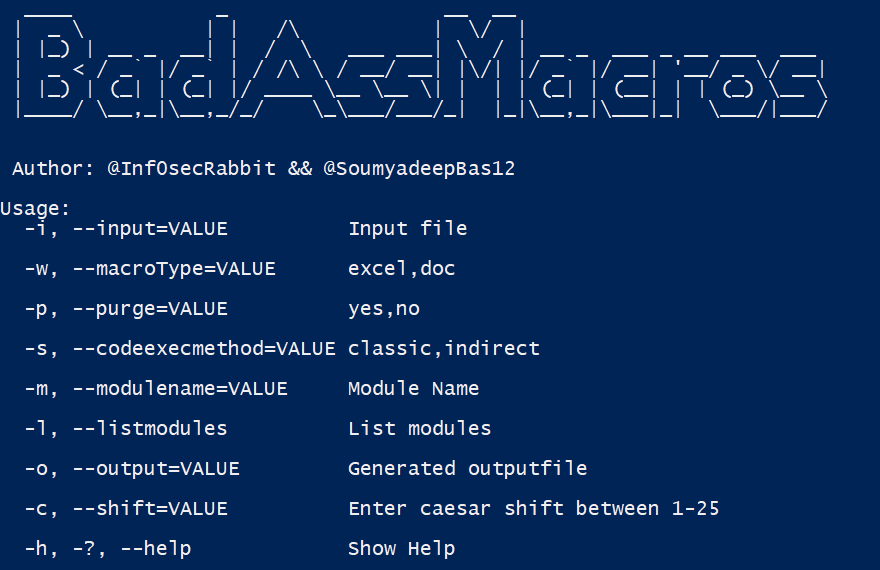 BadAssMacros
Author: @Inf0secRabbit && @SoumyadeepBas12
Usage:
-i, --input=VALUE Input file
-w, --macroType=VALUE excel,doc
-p, --purge=VALUE yes,no
-s, --codeexecmethod=VALUE classic,indirect
-m, --modulename=VALUE Module Name
-l, --listmodules List modules
-o, --output=VALUE Generated outputfile
-c, --shift=VALUE Enter caesar shift between 1-25
-h, -?, --help Show Help